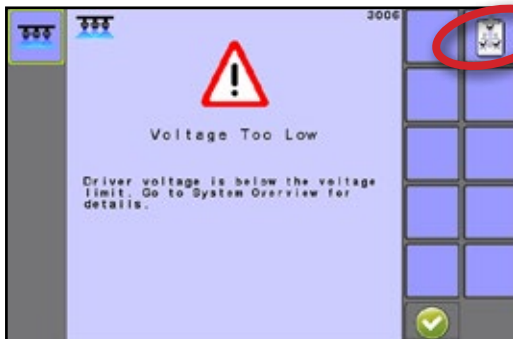 3006
Voltage Too Low
Driver voltage is below the voltage
limit. Go to System Overview for
details.